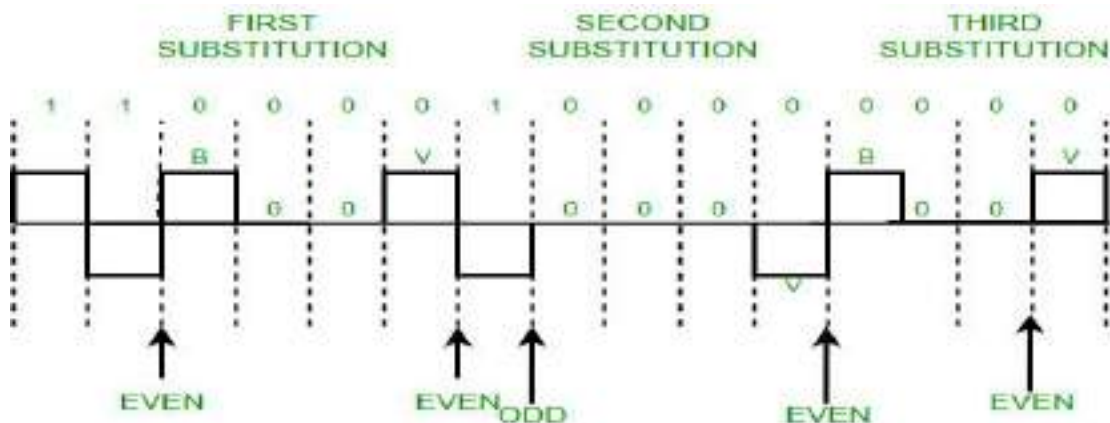 FIRST
SUBSTITUTION
SECOND
SUBSTITUTION
THIRD
SUBSTITUTION
1 1 0 0 0 0 1 0 0 0 0 0 0 0 0
B V B V
0 0 0 0 0 0 0
V
EVEN EVEN ODD EVEN EVEN